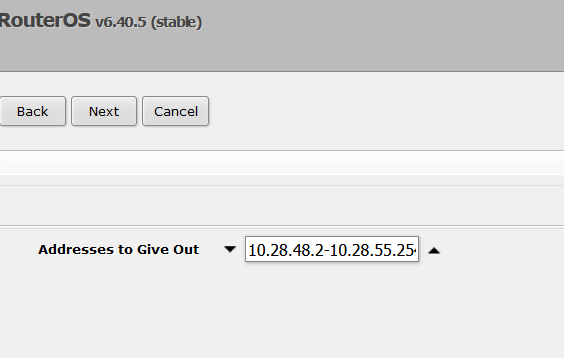 RouterOS v6.40.5 (stable)
Back Next Cancel
Addresses to Give Out 10.28.48.2-10.28.55.254